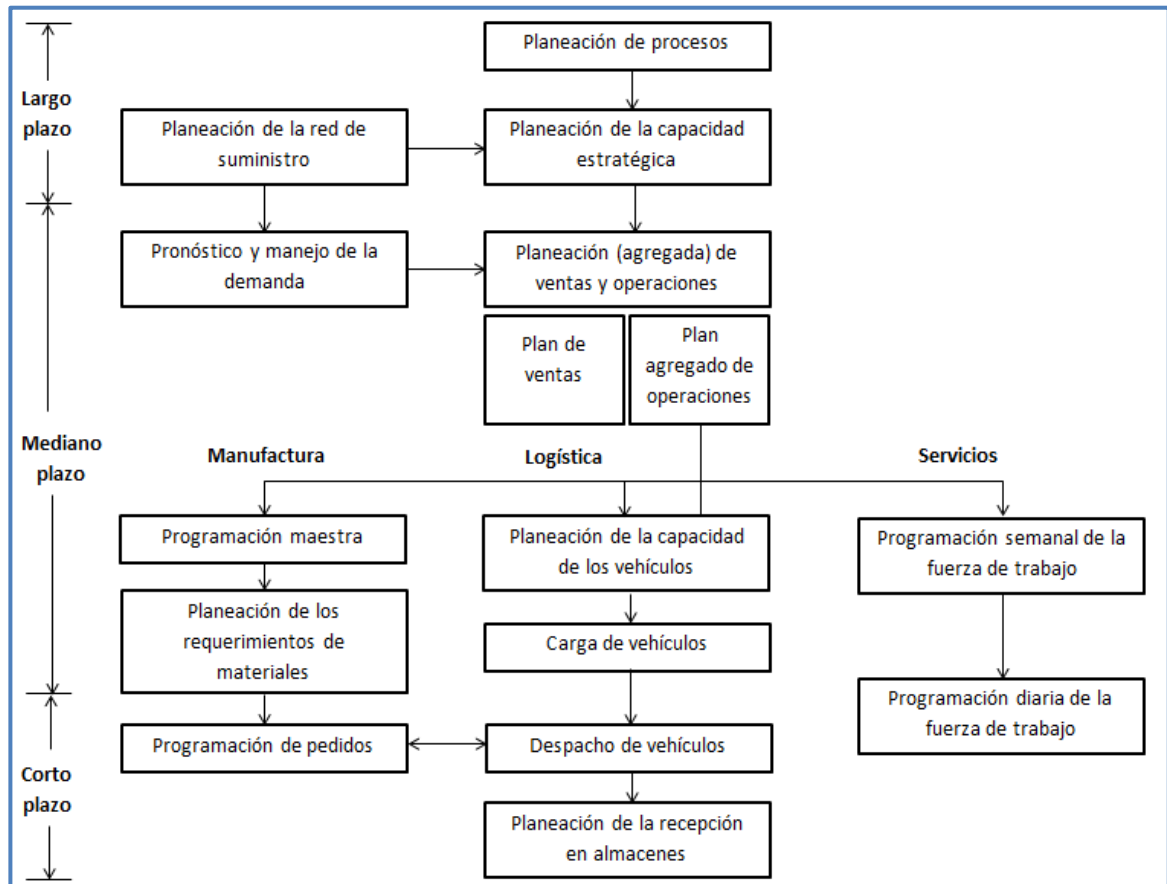 Planeación de procesos
Largo
plazo
Planeación de la red de
suministro
Planeación de la capacidad
estratégica
Pronóstico y manejo de la
demanda
Planeación (agregada) de
ventas y operaciones
Plan de
ventas
Plan
agregado de
operaciones
Mediano
plazo
Manufactura
Logística
Servicios
Programación maestra
Planeación de la capacidad
de los vehículos
Programación semanal de la
fuerza de trabajo
Planeación de los
requerimientos de
materiales
Carga de vehículos
Programación diaria de la
fuerza de trabajo
Corto
plazo
Programación de pedidos
Despacho de vehículos
Planeación de la recepción
en almacenes